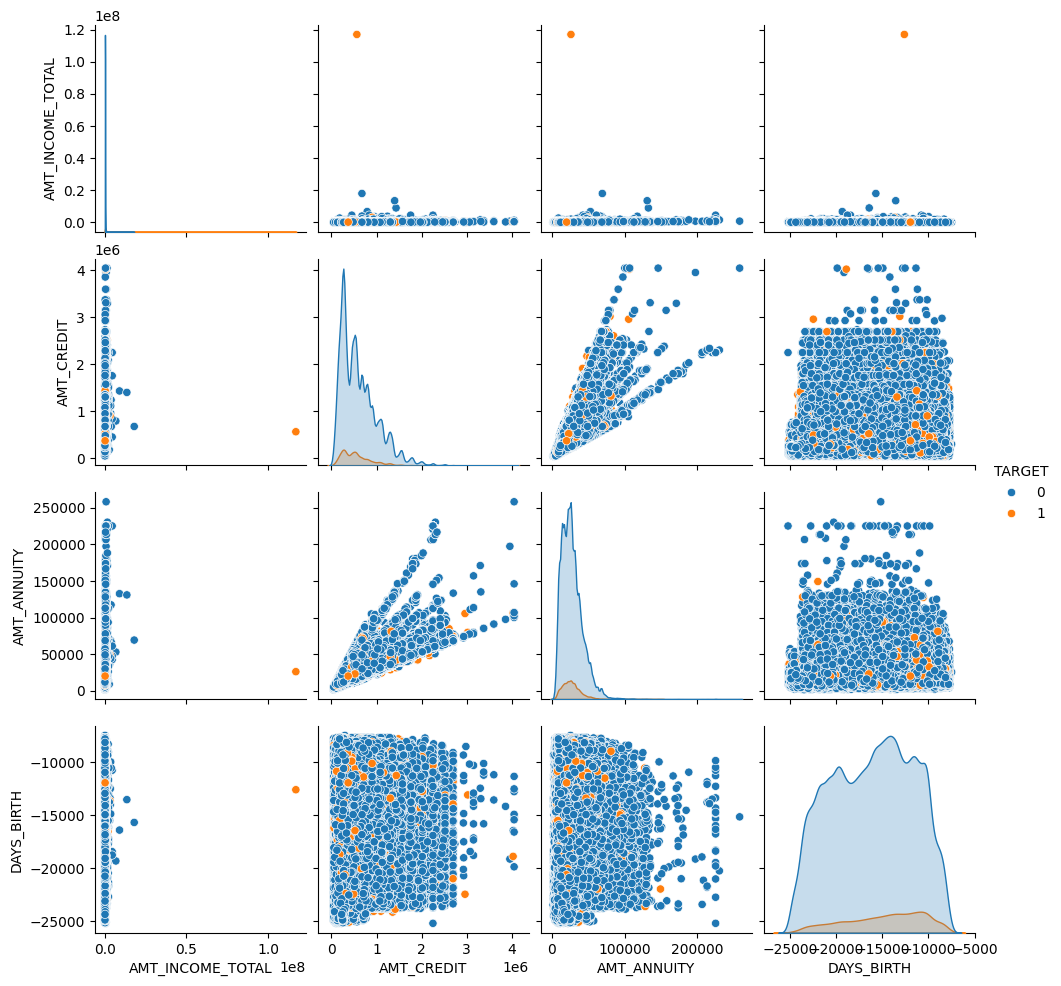 1e8
1.2
1.0
0.8
0.6
0.4
0.2
0.0
AMT_INCOME_TOTAL
1e6
4
3
2
1
0
AMT_CREDIT
TARGET
0
1
250000
200000
150000
100000
50000
0
AMT_ANNUITY
−10000
−15000
−20000
−25000
DAYS_BIRTH
0.0 0.5 1.0
AMT_INCOME_TOTAL 1e8
0 1 2 3 4
AMT_CREDIT 1e6
0 100000 200000
AMT_ANNUITY
−25000 −20000 −15000 −10000 −5000
DAYS_BIRTH